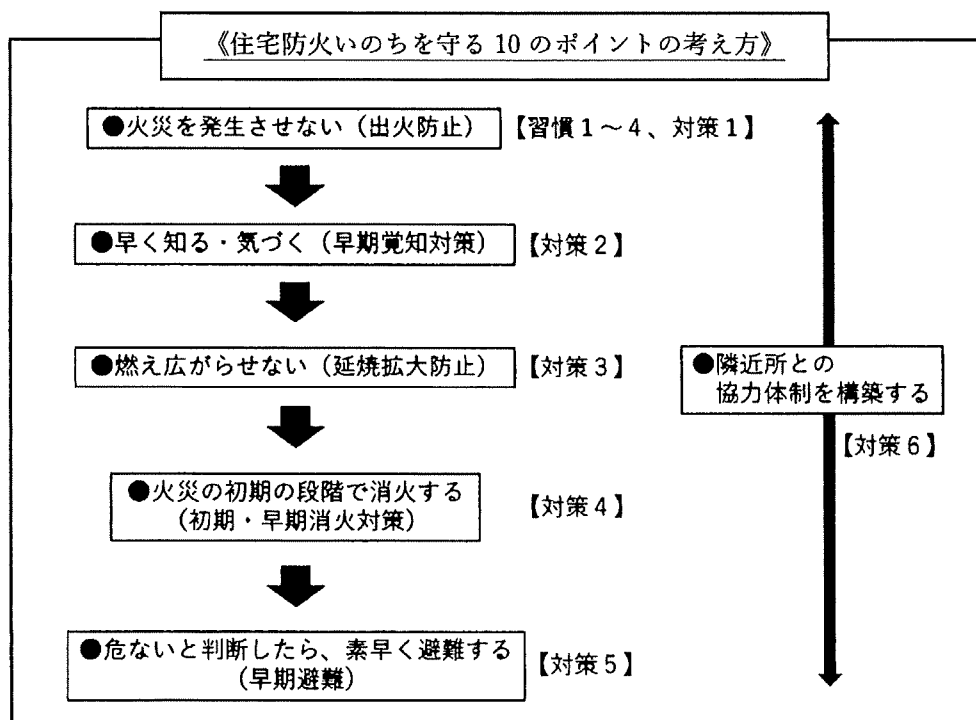 《住宅防火いのちを守る 10 のポイントの考え方》
●火災を発生させない（出火防止）【習慣1～4、対策1】
●早く知る・気づく（早期覚知対策）【対策2】
●燃え広がらせない（延焼拡大防止）【対策3】
●隣近所との
協力体制を構築する
【対策6】
●火災の初期の段階で消火する
（初期・早期消火対策）
【対策4】
●危ないと判断したら、素早く避難する
（早期避難）
【対策5】